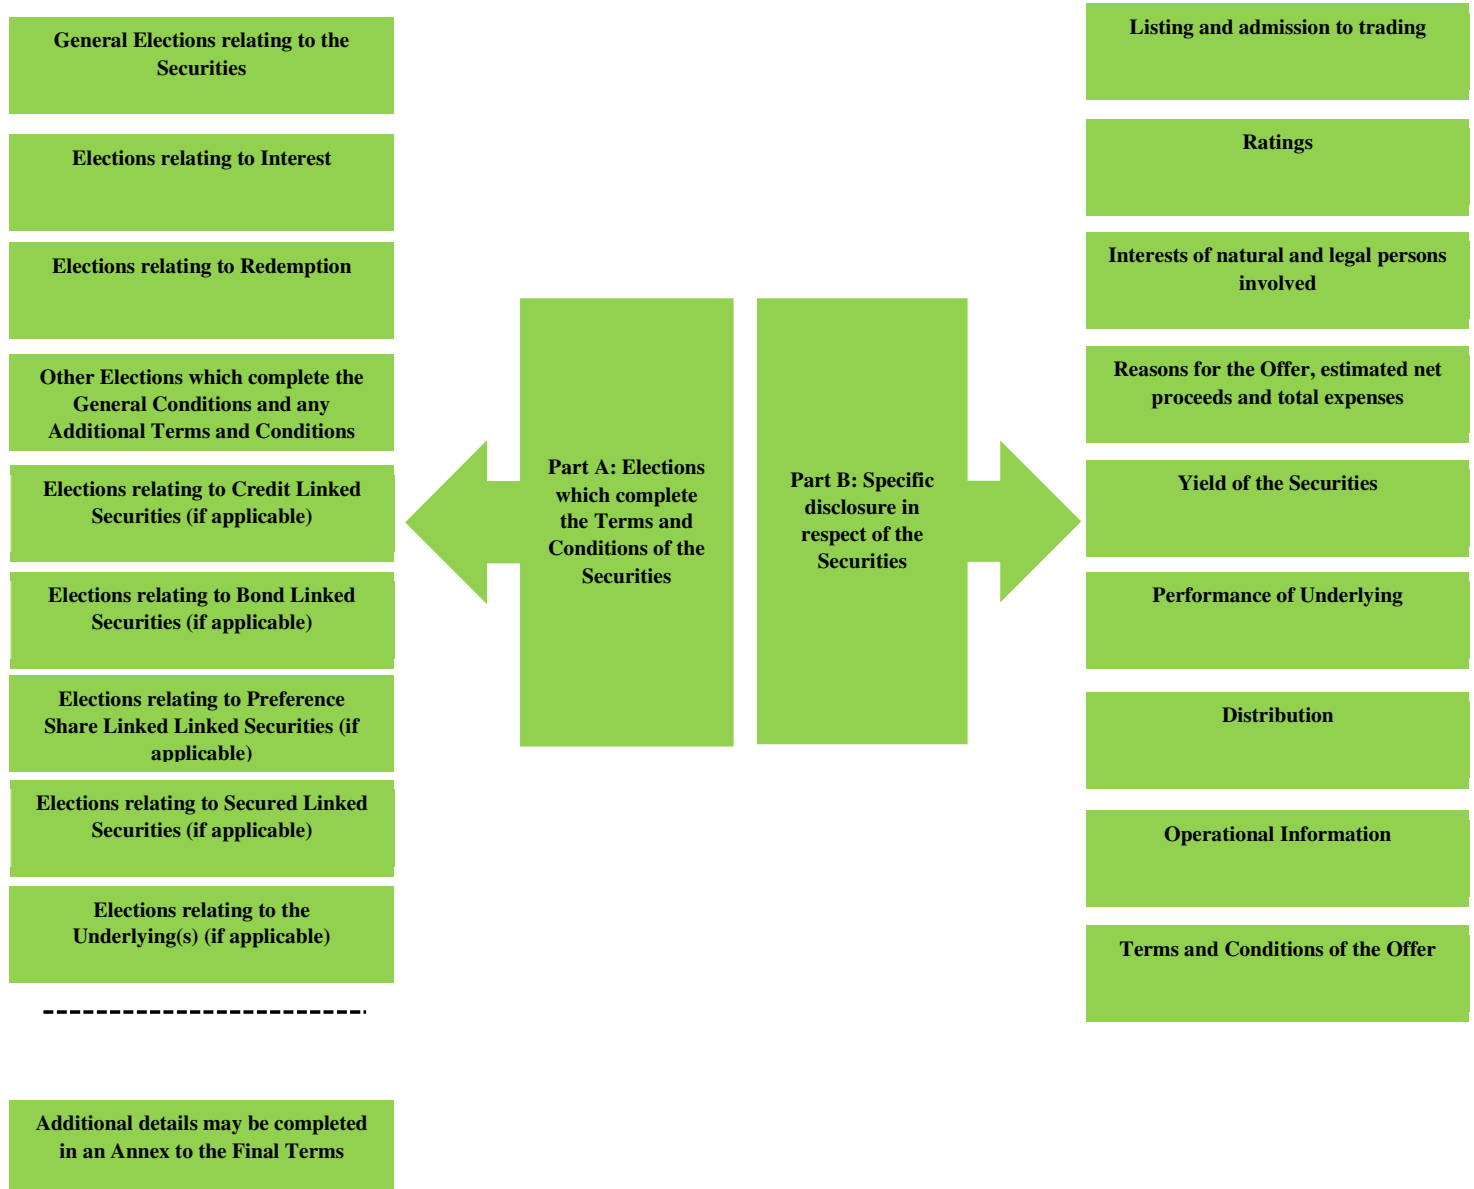 General Elections relating to the
Securities
Elections relating to Interest
Elections relating to Redemption
Other Elections which complete the
General Conditions and any
Additional Terms and Conditions
Elections relating to Credit Linked
Securities (if applicable)
Elections relating to Bond Linked
Securities (if applicable)
Elections relating to Preference
Share Linked Linked Securities (if
applicable)
Elections relating to Secured Linked
Securities (if applicable)
Elections relating to the
Underlying(s) (if applicable)
Additional details may be completed
in an Annex to the Final Terms
Part A: Elections
which complete
the Terms and
Conditions of the
Securities
Part B: Specific
disclosure in
respect of the
Securities
Listing and admission to trading
Ratings
Interests of natural and legal persons
involved
Reasons for the Offer, estimated net
proceeds and total expenses
Yield of the Securities
Performance of Underlying
Distribution
Operational Information
Terms and Conditions of the Offer